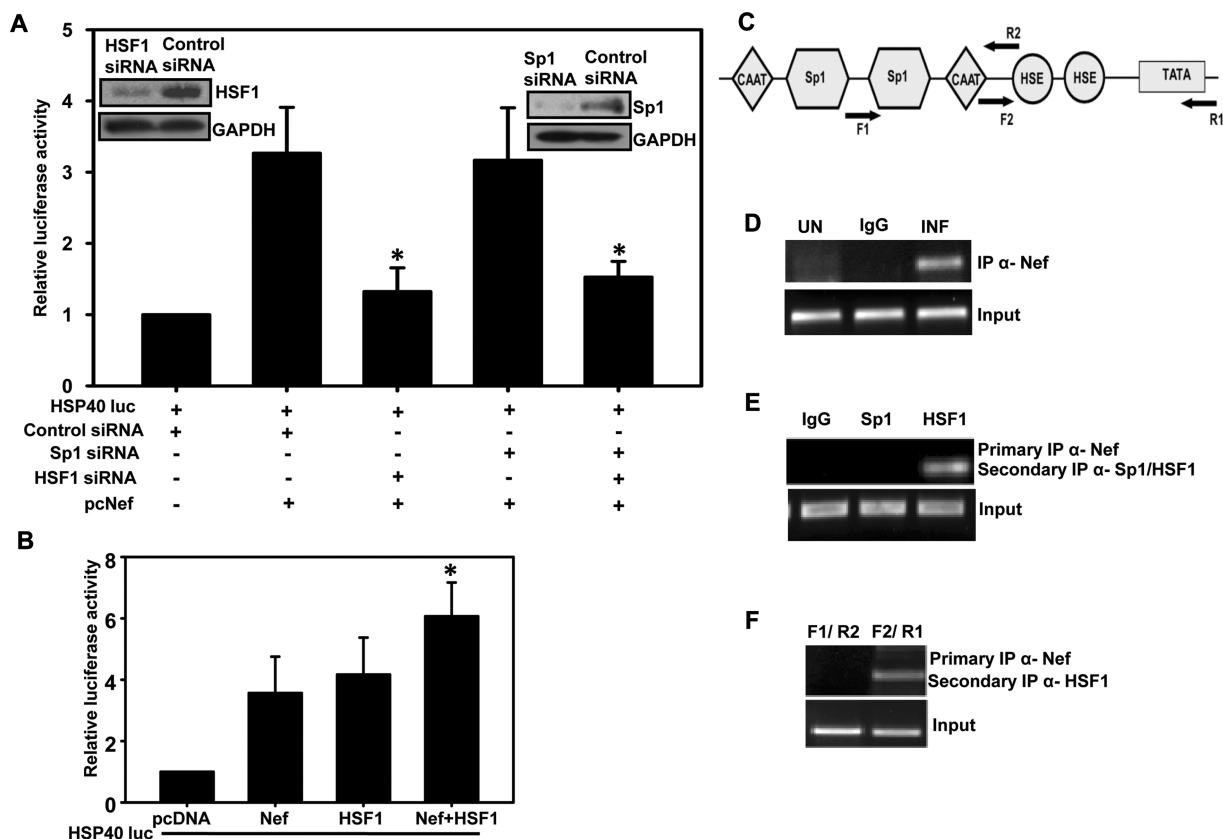 A
5
4
3
2
1
0
Relative luciferase activity
HSF1 siRNA
Control siRNA
HSF1
GAPDH
Sp1 siRNA
Control siRNA
Sp1
GAPDH
*
*
HSP40 luc + + + + +
Control siRNA + + - - -
Sp1 siRNA - - - + +
HSF1 siRNA - - + - +
pcNef - + + + +
B
8
6
4
2
0
Relative luciferase activity
*
pcDNA Nef HSF1 Nef+HSF1
HSP40 luc
C
R2
CAAT Sp1 Sp1 CAAT HSE HSE TATA
F1 F2 R1
D
UN IgG INF
IP α- Nef
Input
E
IgG Sp1 HSF1
Primary IP α- Nef
Secondary IP α- Sp1/HSF1
Input
F
F1/ R2 F2/ R1
Primary IP α- Nef
Secondary IP α- HSF1
Input